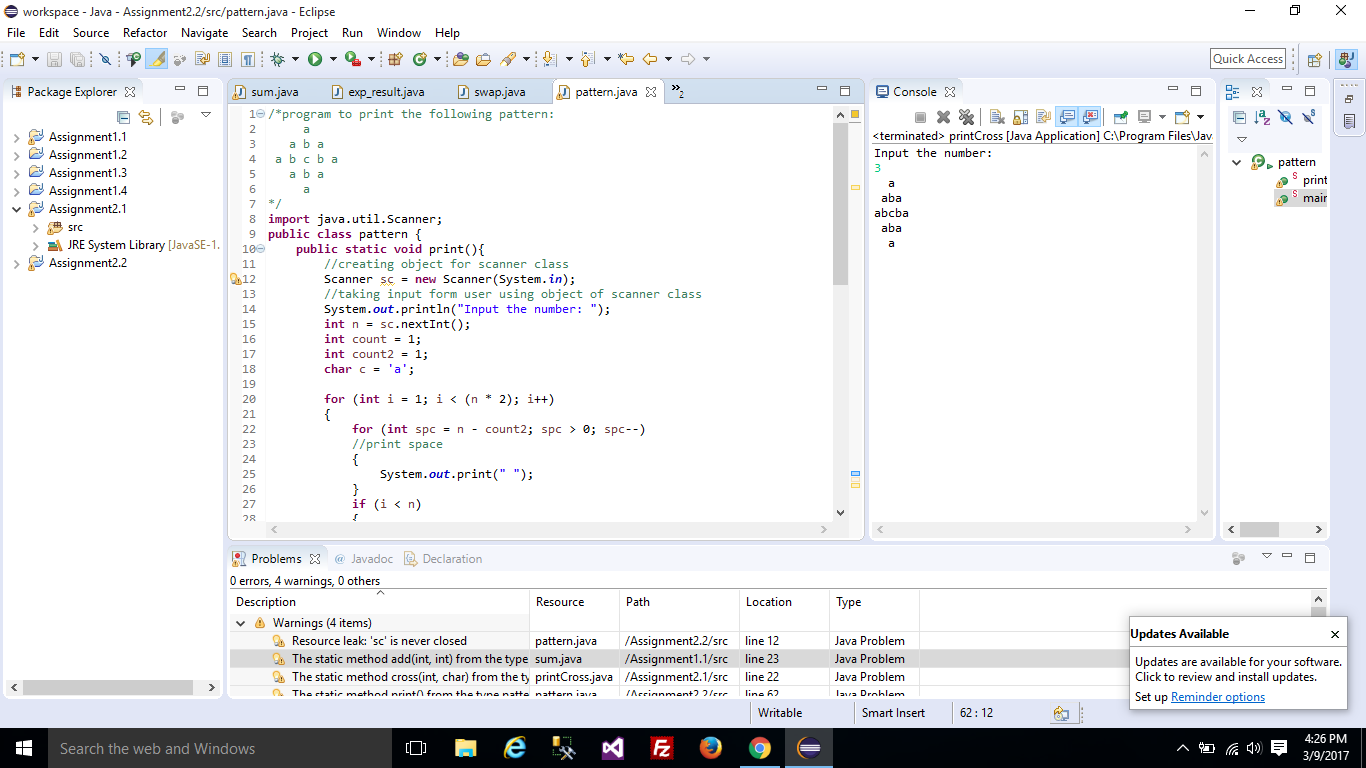 workspace - Java - Assignment2.2/src/pattern.java - Eclipse
File Edit Source Refactor Navigate Search Project Run Window Help
Quick Access
Package Explorer
Assignment1.1
Assignment1.2
Assignment1.3
Assignment1.4
Assignment2.1
src
JRE System Library [JavaSE-1.
Assignment2.2
sum.java exp_result.java swap.java pattern.java »2
1 /*program to print the following pattern:
2 a
3 a b a
4 a b c b a
5 a b a
6 a
7 */
8 import java.util.Scanner;
9 public class pattern {
10 public static void print(){
11 //creating object for scanner class
12 Scanner sc = new Scanner(System.in);
13 //taking input form user using object of scanner class
14 System.out.println("Input the number: ");
15 int n = sc.nextInt();
16 int count = 1;
17 int count2 = 1;
18 char c = 'a';
19
20 for (int i = 1; i < (n * 2); i++)
21 {
22 for (int spc = n - count2; spc > 0; spc--)
23 //print space
24 {
25 System.out.print(" ");
26 }
27 if (i < n)
28 {
Console
<terminated> printCross [Java Application] C:\Program Files\Jav
Input the number:
3
a
aba
abcba
aba
a
pattern
S print
S main
Problems @ Javadoc Declaration
0 errors, 4 warnings, 0 others
Description Resource Path Location Type
Warnings (4 items)
Resource leak: 'sc' is never closed pattern.java /Assignment2.2/src line 12 Java Problem
The static method add(int, int) from the type sum.java /Assignment1.1/src line 23 Java Problem
The static method cross(int, char) from the ty printCross.java /Assignment2.1/src line 22 Java Problem
The static method print() from the type patte pattern.java /Assignment2.2/src line 62 Java Problem
Updates Available
Updates are available for your software.
Click to review and install updates.
Set up Reminder options
Writable Smart Insert 62 : 12
Search the web and Windows
4:26 PM
3/9/2017